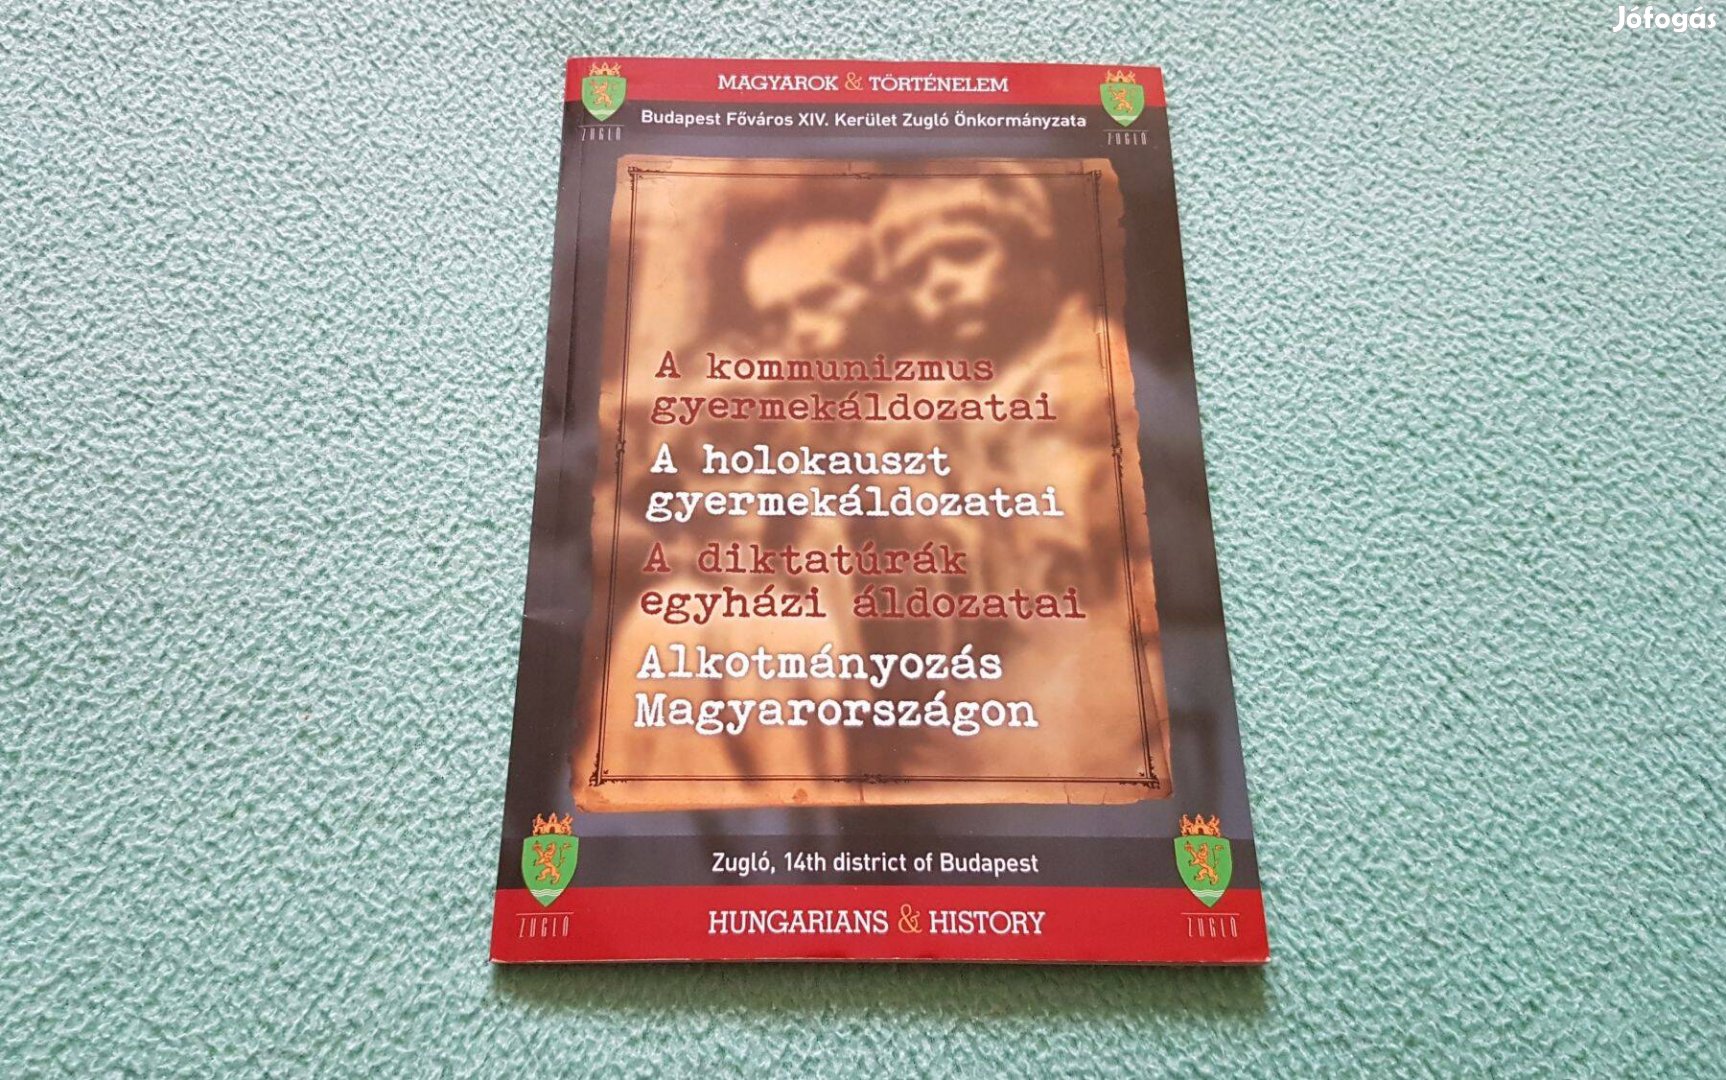 Jófogás
MAGYAROK & TÖRTÉNELEM
Budapest Főváros XIV. Kerület Zugló Önkormányzata
ZUGLÓ
ZUGLÓ
A kommunizmus
gyermekáldozatai
A holokauszt
gyermekáldozatai
A diktatúrák
egyházi áldozatai
Alkotmányozás
Magyarországon
Zugló, 14th district of Budapest
HUNGARIANS & HISTORY
ZUGLÓ
ZUGLÓ